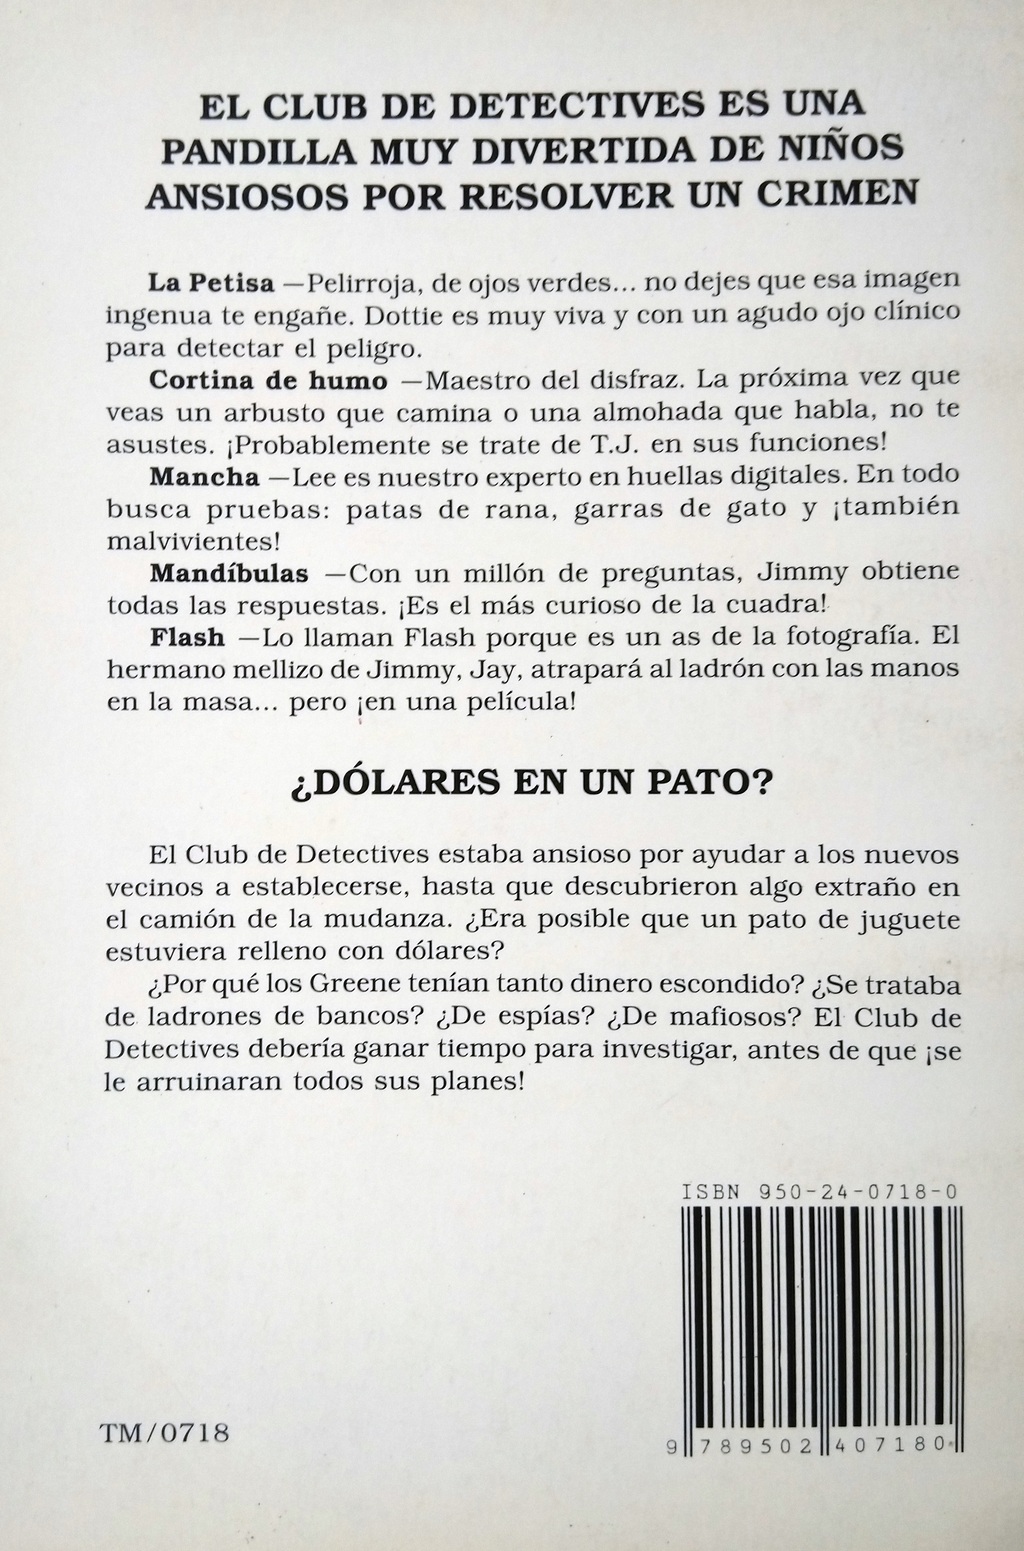 EL CLUB DE DETECTIVES ES UNA
PANDILLA MUY DIVERTIDA DE NIÑOS
ANSIOSOS POR RESOLVER UN CRIMEN
La Petisa —Pelirroja, de ojos verdes... no dejes que esa imagen
ingenua te engañe. Dottie es muy viva y con un agudo ojo clínico
para detectar el peligro.
Cortina de humo —Maestro del disfraz. La próxima vez que
veas un arbusto que camina o una almohada que habla, no te
asustes. ¡Probablemente se trate de T.J. en sus funciones!
Mancha —Lee es nuestro experto en huellas digitales. En todo
busca pruebas: patas de rana, garras de gato y ¡también
malvivientes!
Mandíbulas —Con un millón de preguntas, Jimmy obtiene
todas las respuestas. ¡Es el más curioso de la cuadra!
Flash —Lo llaman Flash porque es un as de la fotografía. El
hermano mellizo de Jimmy, Jay, atrapará al ladrón con las manos
en la masa... pero ¡en una película!
¿DÓLARES EN UN PATO?
El Club de Detectives estaba ansioso por ayudar a los nuevos
vecinos a establecerse, hasta que descubrieron algo extraño en
el camión de la mudanza. ¿Era posible que un pato de juguete
estuviera relleno con dólares?
¿Por qué los Greene tenían tanto dinero escondido? ¿Se trataba
de ladrones de bancos? ¿De espías? ¿De mafiosos? El Club de
Detectives debería ganar tiempo para investigar, antes de que ¡se
le arruinaran todos sus planes!
ISBN 950-24-0718-0
9 789502 407180
TM/0718